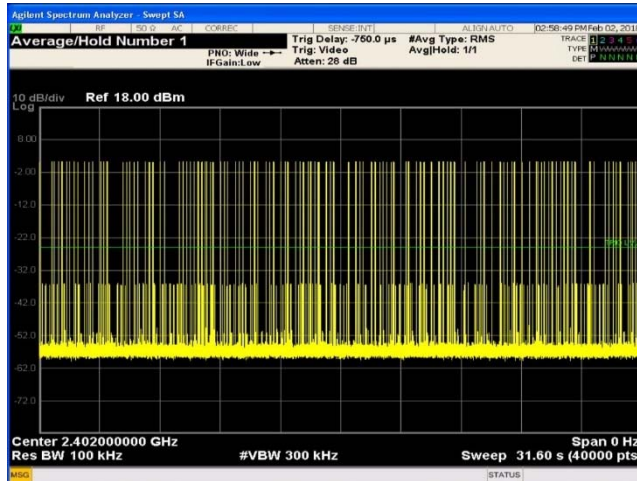 Agilent Spectrum Analyzer - Swept SA
RF 50 Ω AC CORREC SENSE:INT ALIGN AUTO 02:58:49 PM Feb 02, 201
Average/Hold Number 1
PNO: Wide
IFGain:Low
Trig Delay: -750.0 µs
Trig: Video
Atten: 28 dB
#Avg Type: RMS
Avg|Hold: 1/1
TRACE 1 2 3 4 5
TYPE M
DET P N N N N
10 dB/div Ref 18.00 dBm
Log
8.00
-2.00
-12.0
-22.0
-32.0
-42.0
-52.0
-62.0
-72.0
Center 2.402000000 GHz Span 0 Hz
Res BW 100 kHz #VBW 300 kHz Sweep 31.60 s (40000 pts
MSG STATUS